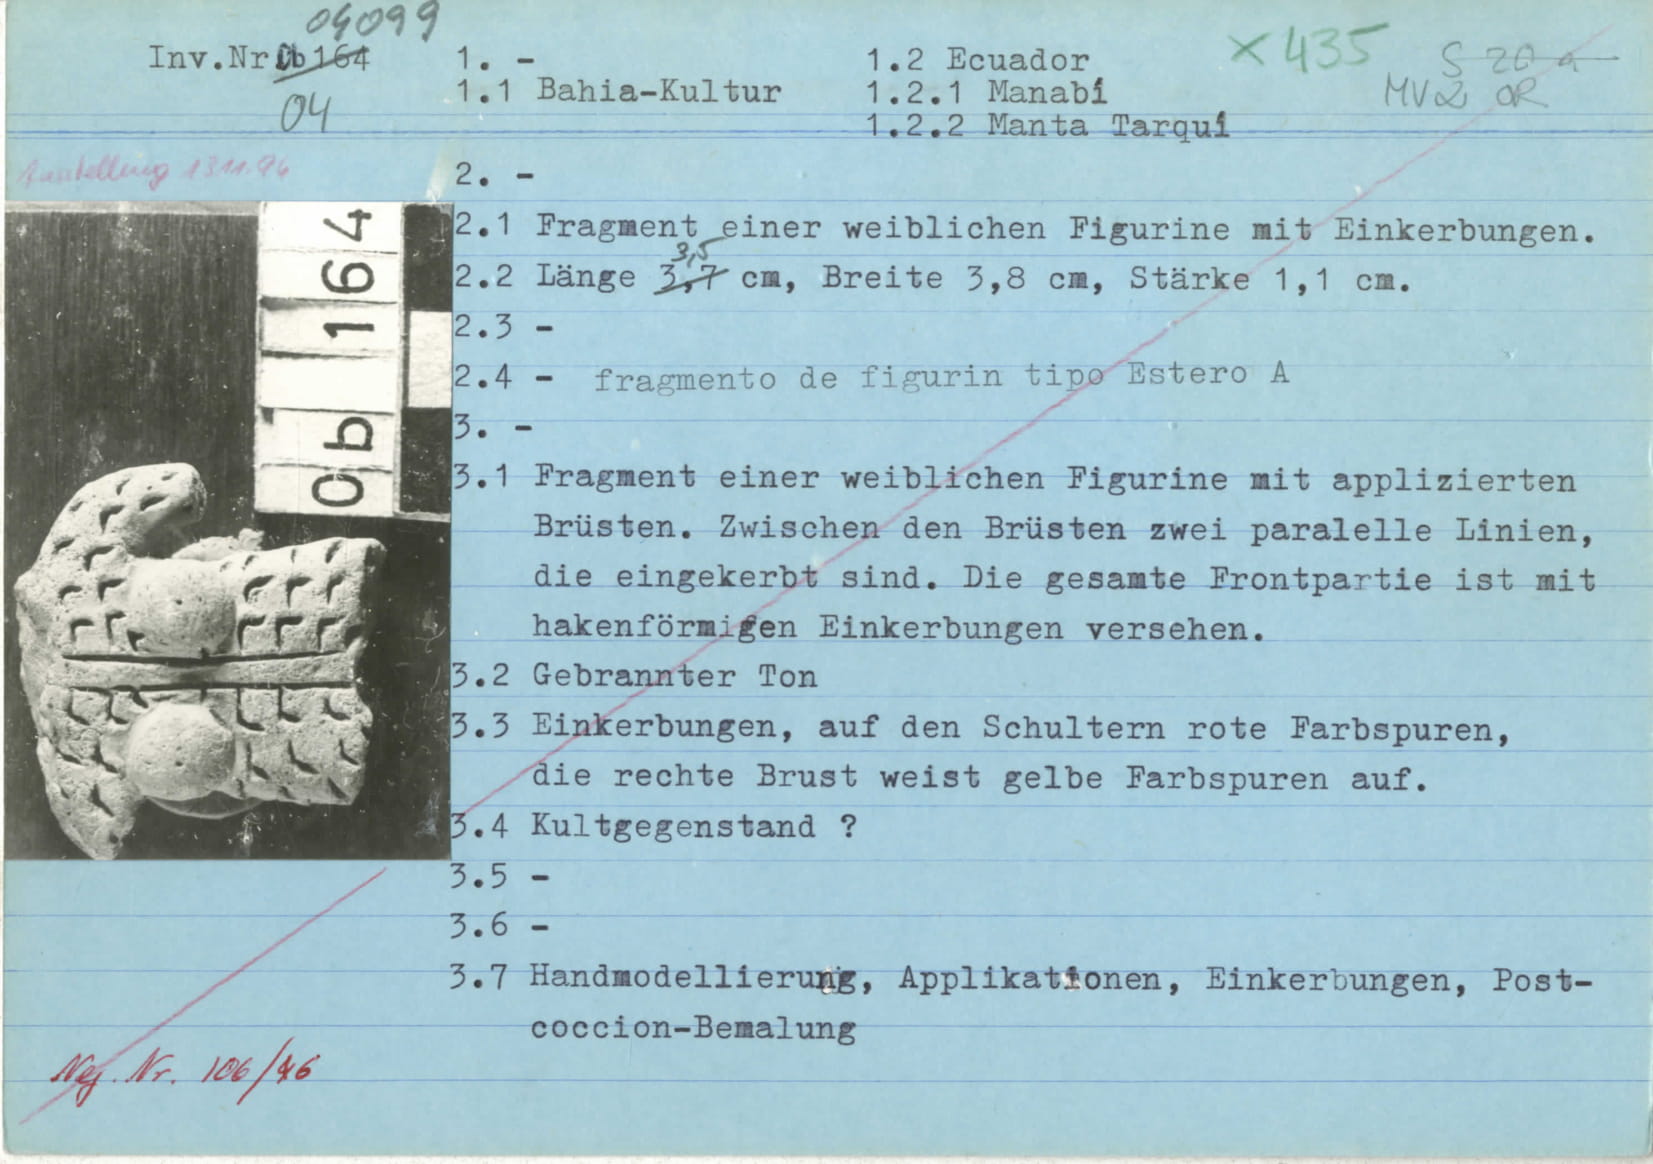 04099
Inv.Nr. Ob 164
04
1. -
1.1 Bahia-Kultur
1.2 Ecuador
1.2.1 Manabí
1.2.2 Manta Tarquí
x 435
S 20 a
MV2 OR
Ausstellung 13.11.96
2. -
2.1 Fragment einer weiblichen Figurine mit Einkerbungen.
3,5
2.2 Länge 3,7 cm, Breite 3,8 cm, Stärke 1,1 cm.
2.3 -
2.4 - fragmento de figurin tipo Estero A
3. -
3.1 Fragment einer weiblichen Figurine mit applizierten
Brüsten. Zwischen den Brüsten zwei paralelle Linien,
die eingekerbt sind. Die gesamte Frontpartie ist mit
hakenförmigen Einkerbungen versehen.
3.2 Gebrannter Ton
3.3 Einkerbungen, auf den Schultern rote Farbspuren,
die rechte Brust weist gelbe Farbspuren auf.
3.4 Kultgegenstand ?
3.5 -
3.6 -
3.7 Handmodellierung, Applikationen, Einkerbungen, Post-
coccion-Bemalung
Ob 164
Neg. Nr. 106/96